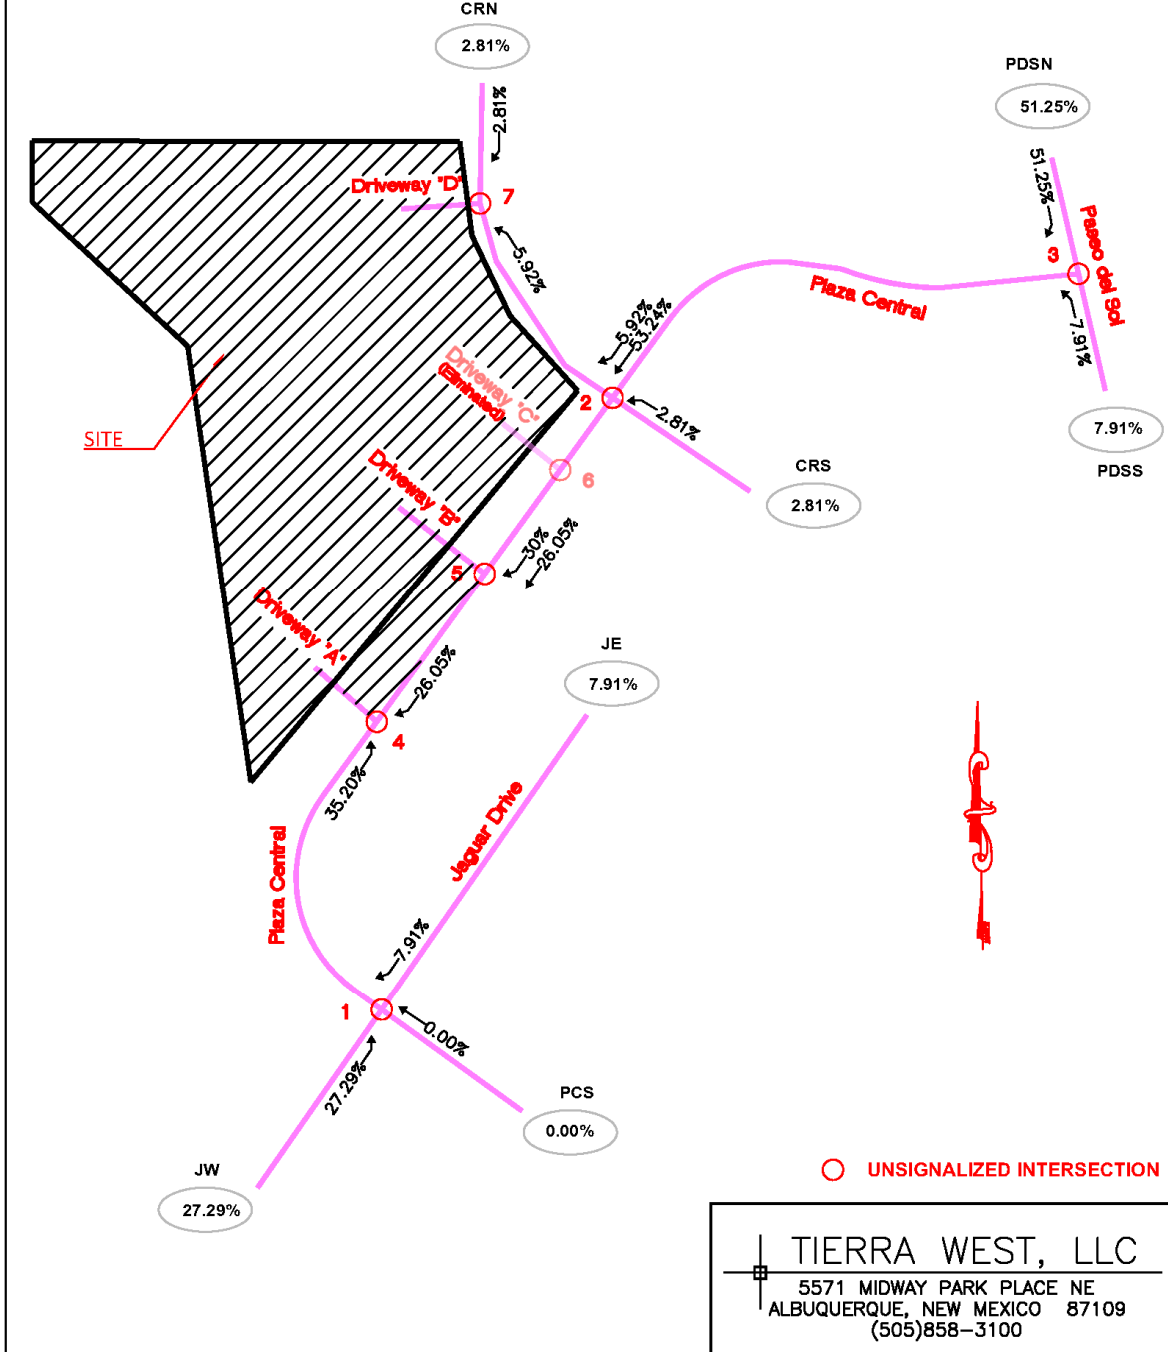 CRN
2.81%
2.81%
PDSN
51.25%
51.25%
Driveway "D"
7
5.92%
3
Paseo del Sol
7.91%
Plaza Central
5.92%
53.24%
Driveway "C"
(Eliminated)
2
2.81%
7.91%
PDSS
SITE
CRS
2.81%
6
Driveway "B"
30%
26.05%
5
Driveway "A"
26.05%
JE
7.91%
4
35.20%
Jaguar Drive
Plaza Central
7.91%
1
0.00%
27.29%
PCS
0.00%
JW
27.29%
UNSIGNALIZED INTERSECTION
TIERRA WEST, LLC
5571 MIDWAY PARK PLACE NE
ALBUQUERQUE, NEW MEXICO 87109
(505)858-3100